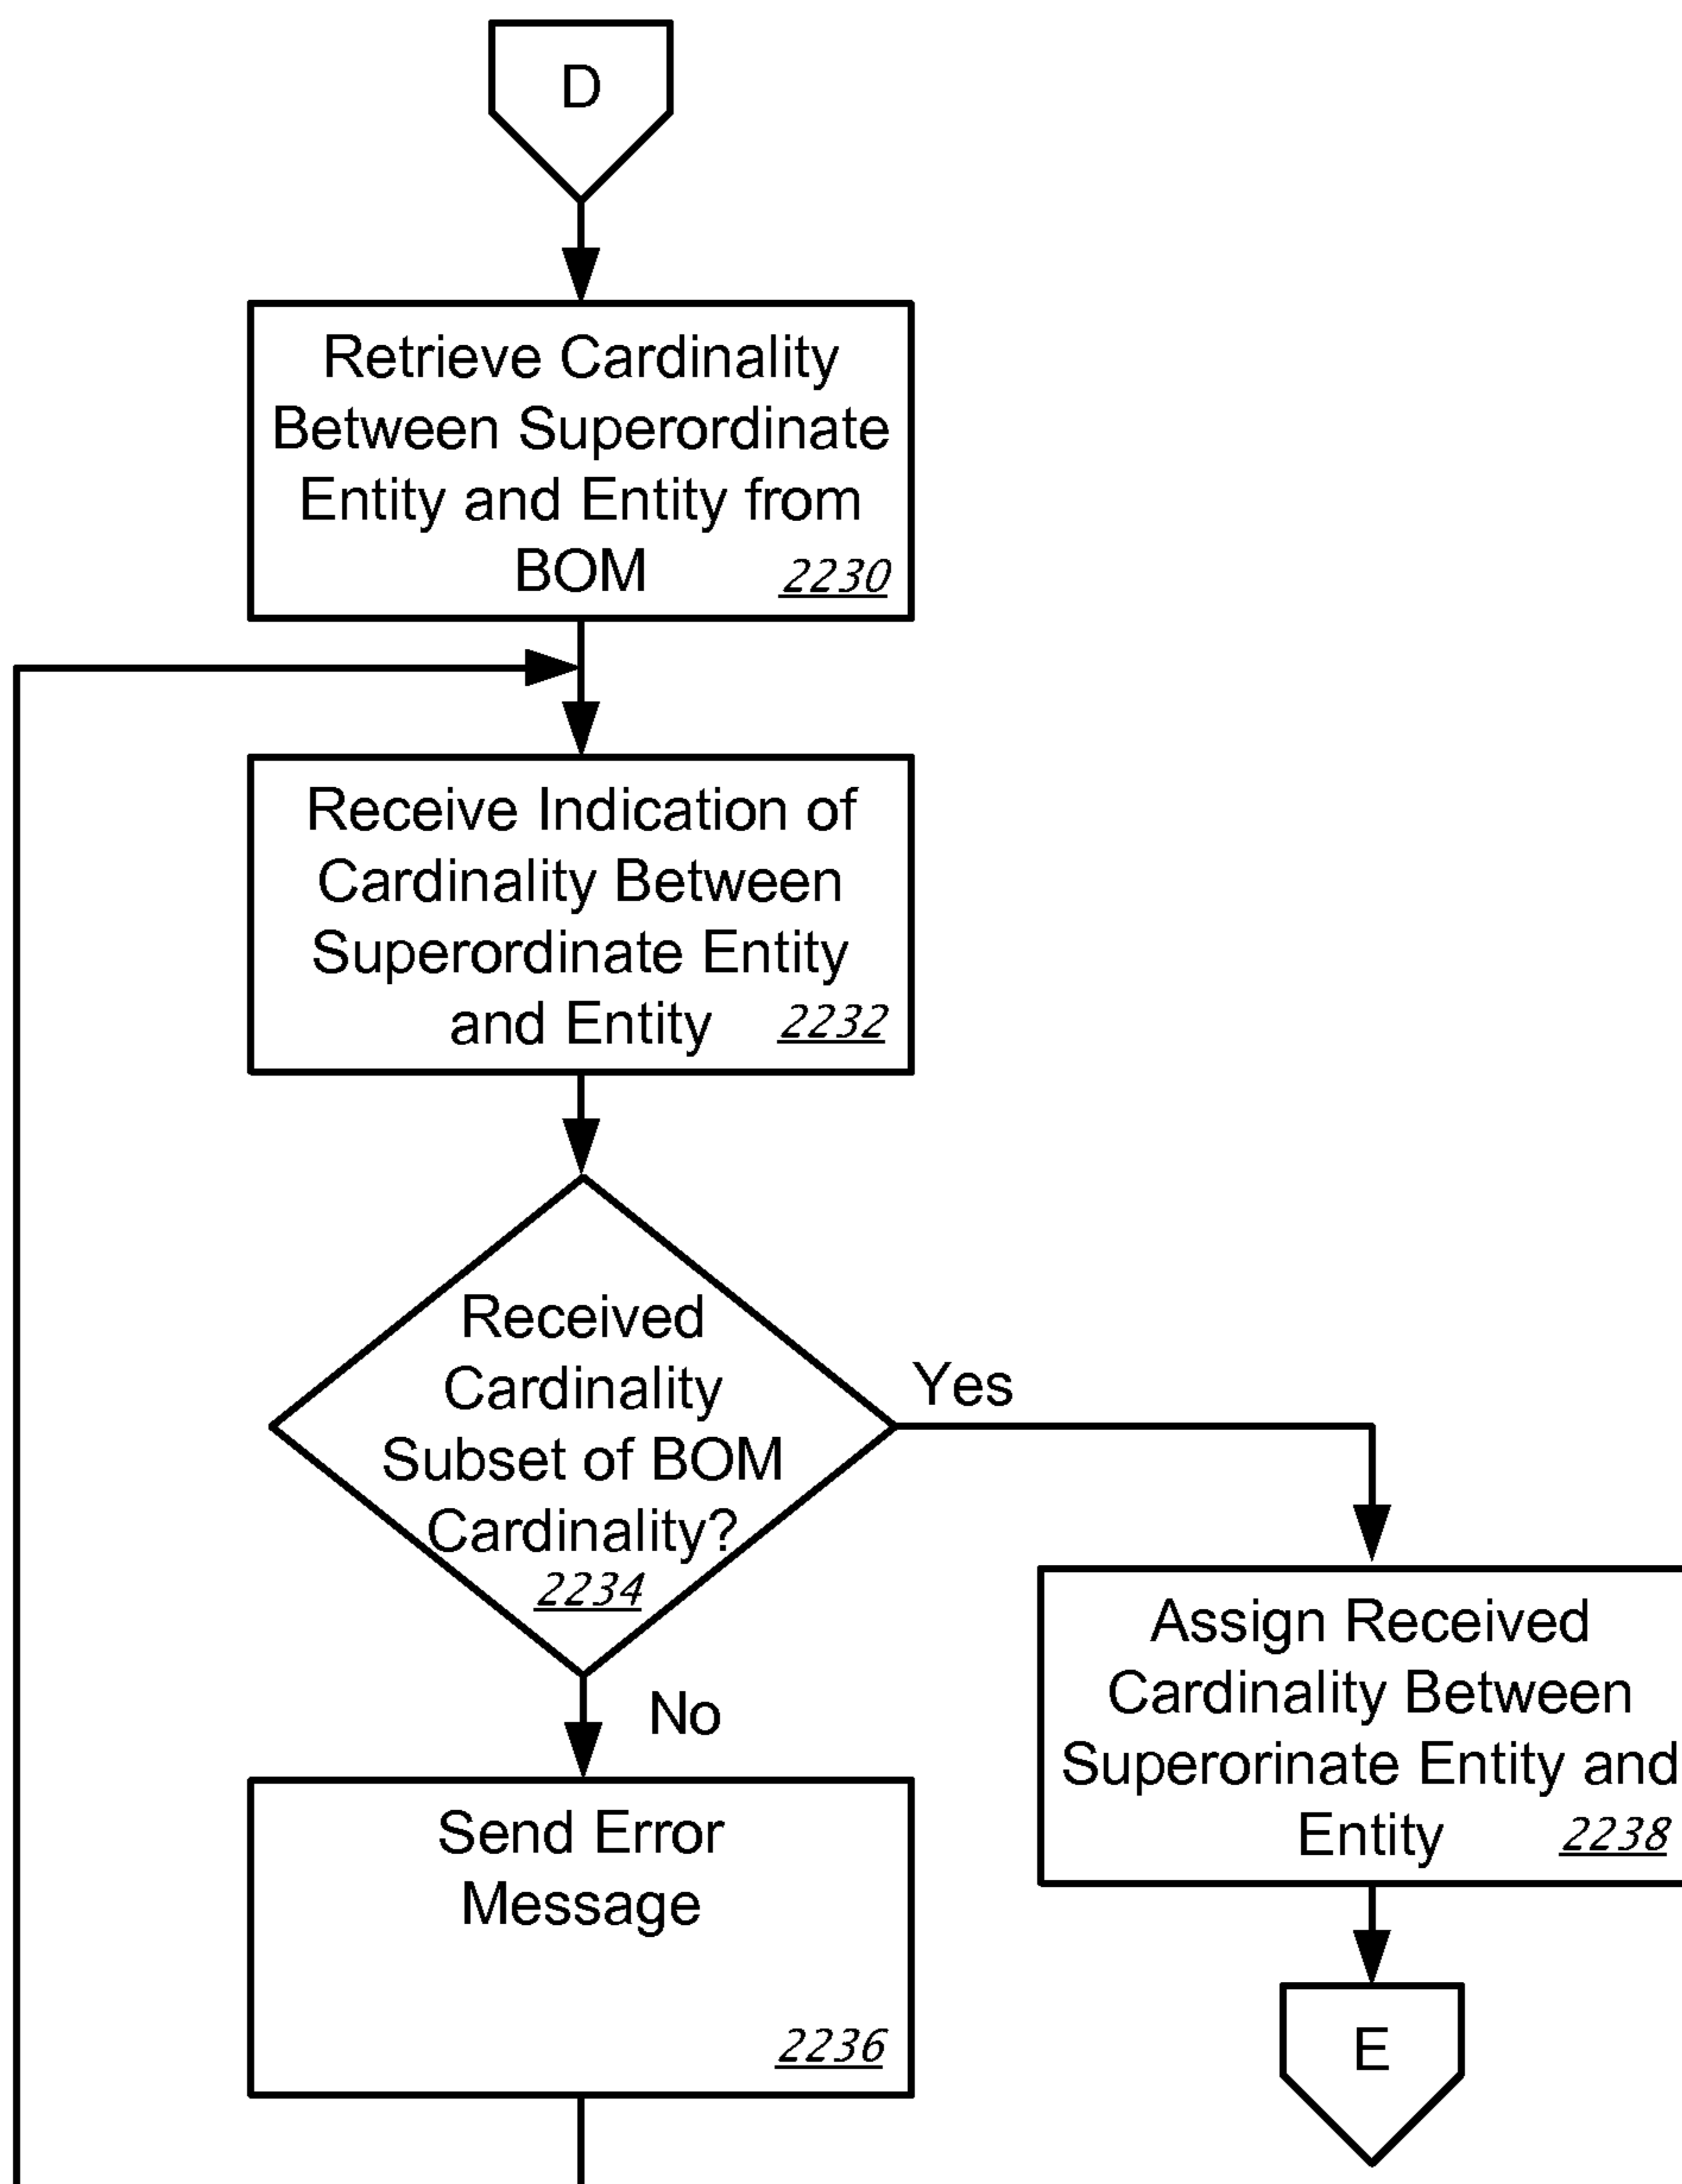 D
Retrieve Cardinality
Between Superordinate
Entity and Entity from
BOM 2230
Receive Indication of
Cardinality Between
Superordinate Entity
and Entity 2232
Received
Cardinality
Subset of BOM
Cardinality?
2234
Yes
No
Assign Received
Cardinality Between
Superorinate Entity and
Entity 2238
Send Error
Message
2236
E